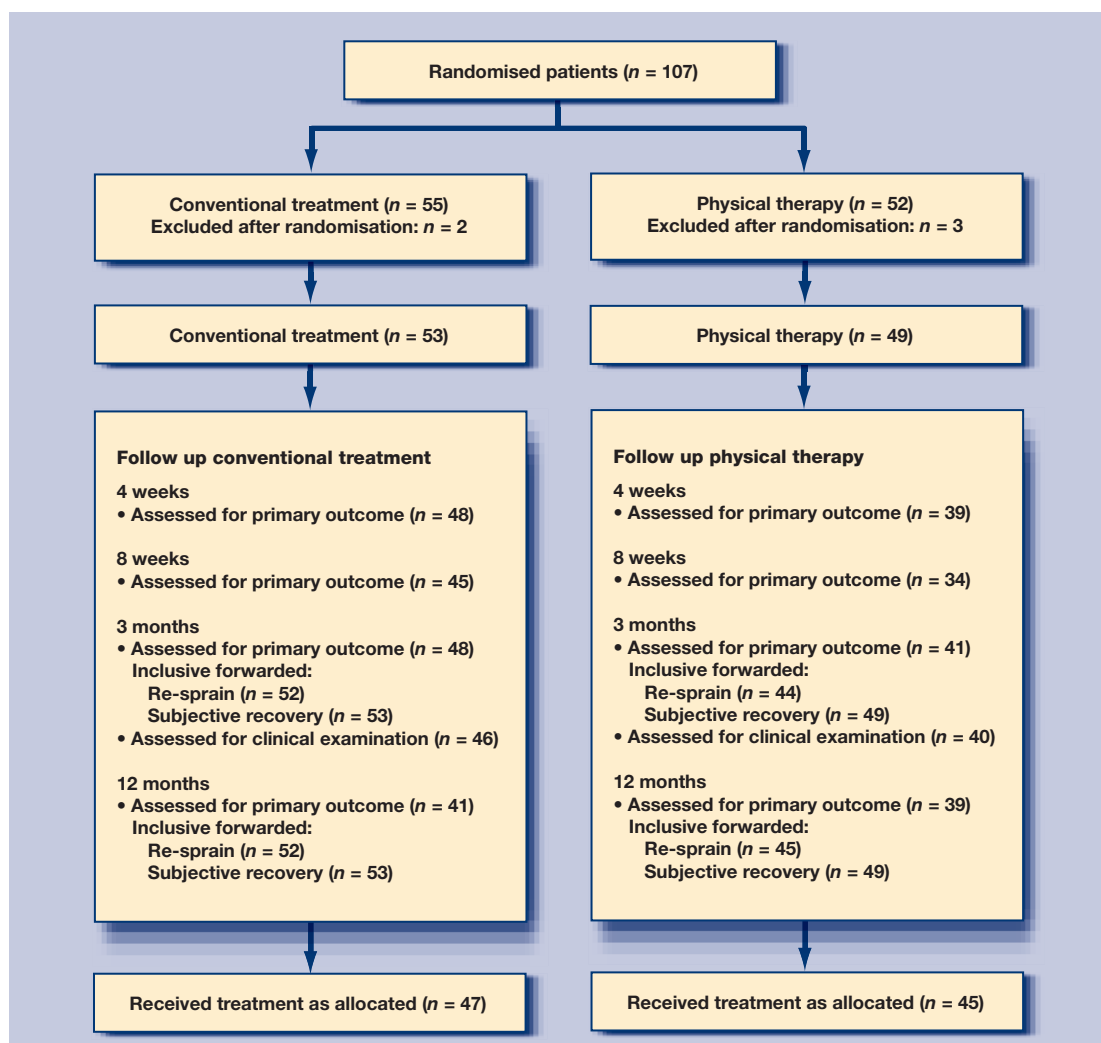 Randomised patients (n = 107)
Conventional treatment (n = 55)
Excluded after randomisation: n = 2
Physical therapy (n = 52)
Excluded after randomisation: n = 3
Conventional treatment (n = 53)
Physical therapy (n = 49)
Follow up conventional treatment
4 weeks
• Assessed for primary outcome (n = 48)
8 weeks
• Assessed for primary outcome (n = 45)
3 months
• Assessed for primary outcome (n = 48)
Inclusive forwarded:
Re-sprain (n = 52)
Subjective recovery (n = 53)
• Assessed for clinical examination (n = 46)
12 months
• Assessed for primary outcome (n = 41)
Inclusive forwarded:
Re-sprain (n = 52)
Subjective recovery (n = 53)
Follow up physical therapy
4 weeks
• Assessed for primary outcome (n = 39)
8 weeks
• Assessed for primary outcome (n = 34)
3 months
• Assessed for primary outcome (n = 41)
Inclusive forwarded:
Re-sprain (n = 44)
Subjective recovery (n = 49)
• Assessed for clinical examination (n = 40)
12 months
• Assessed for primary outcome (n = 39)
Inclusive forwarded:
Re-sprain (n = 45)
Subjective recovery (n = 49)
Received treatment as allocated (n = 47)
Received treatment as allocated (n = 45)